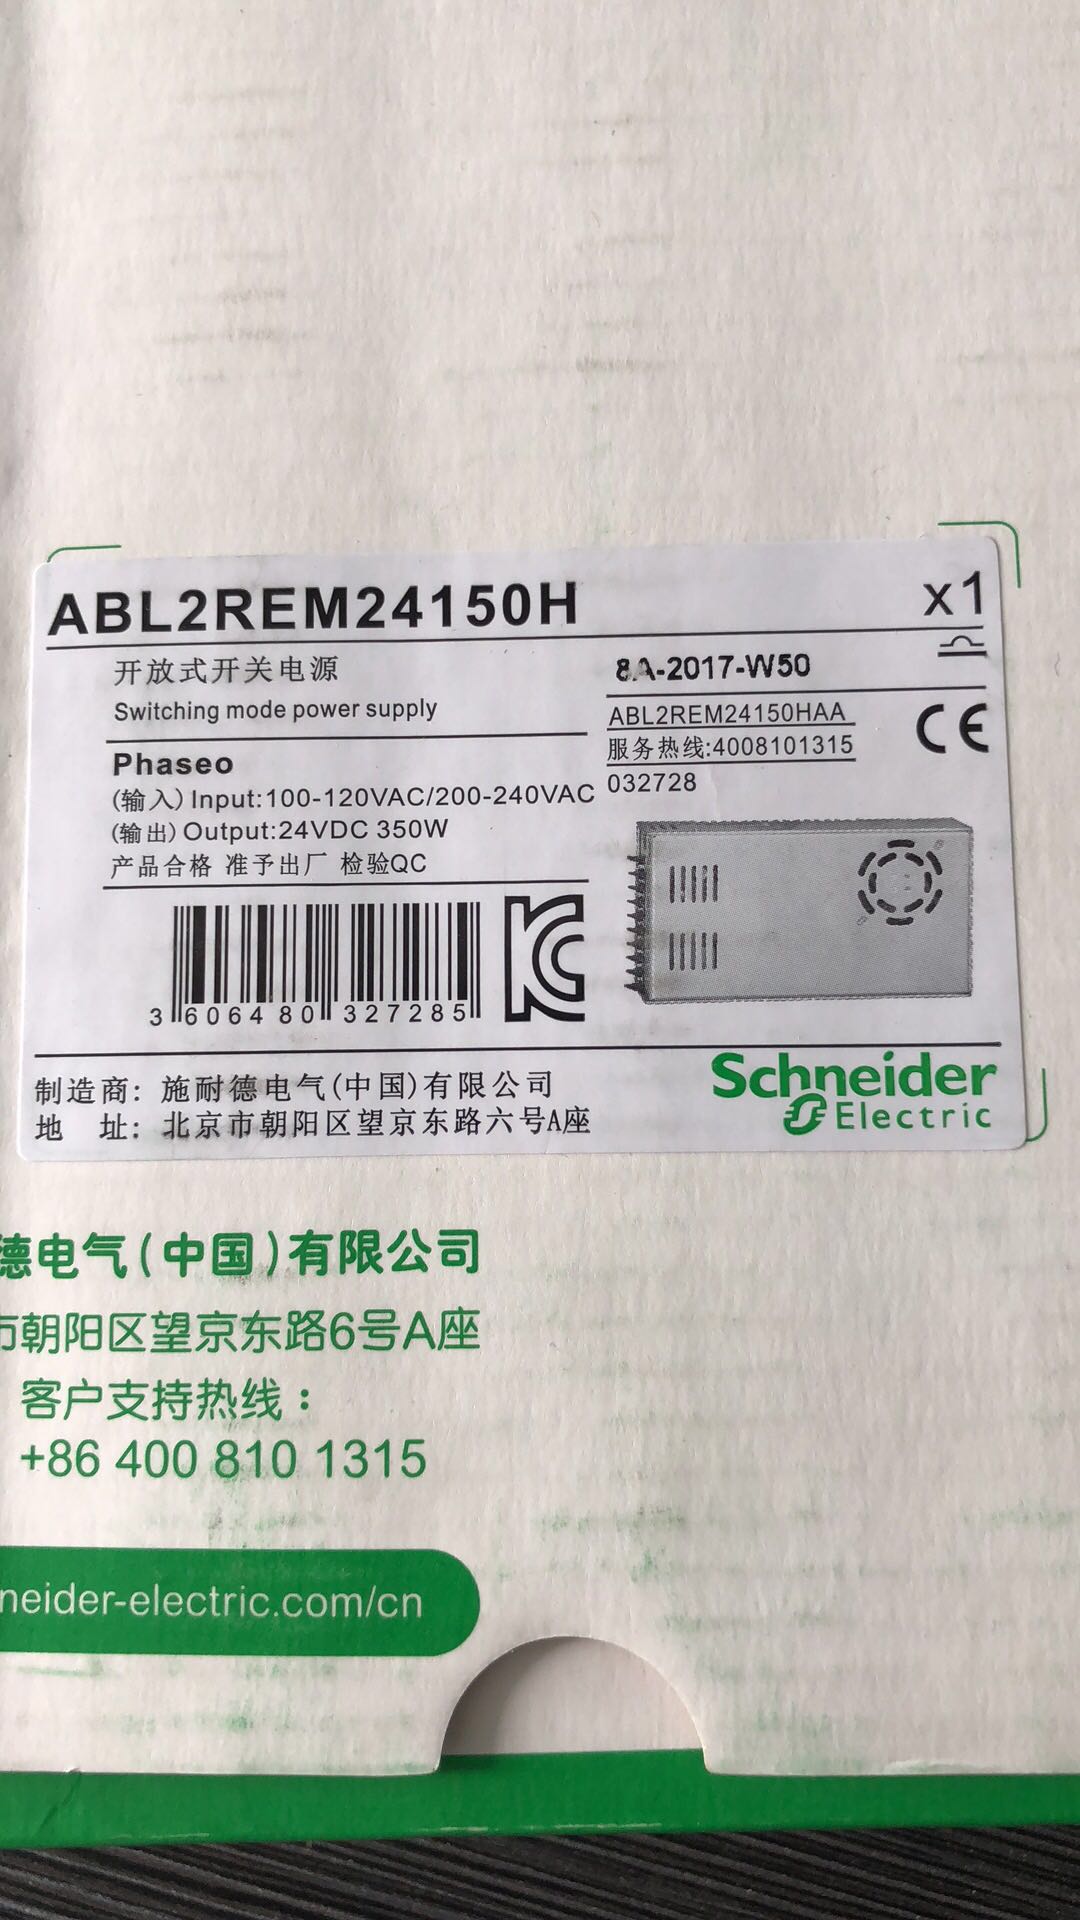 ABL2REM24150H
x1
开放式开关电源
8A-2017-W50
Switching mode power supply
ABL2REM24150HAA
服务热线:4008101315
CE
Phaseo
032728
(输入)Input:100-120VAC/200-240VAC
(输出)Output:24VDC 350W
产品合格 准予出厂 检验QC
3 606480 327285
制造商: 施耐德电气(中国)有限公司
地 址: 北京市朝阳区望京东路六号A座
Schneider
Electric
德电气(中国)有限公司
市朝阳区望京东路6号A座
客户支持热线:
+86 400 810 1315
neider-electric.com/cn